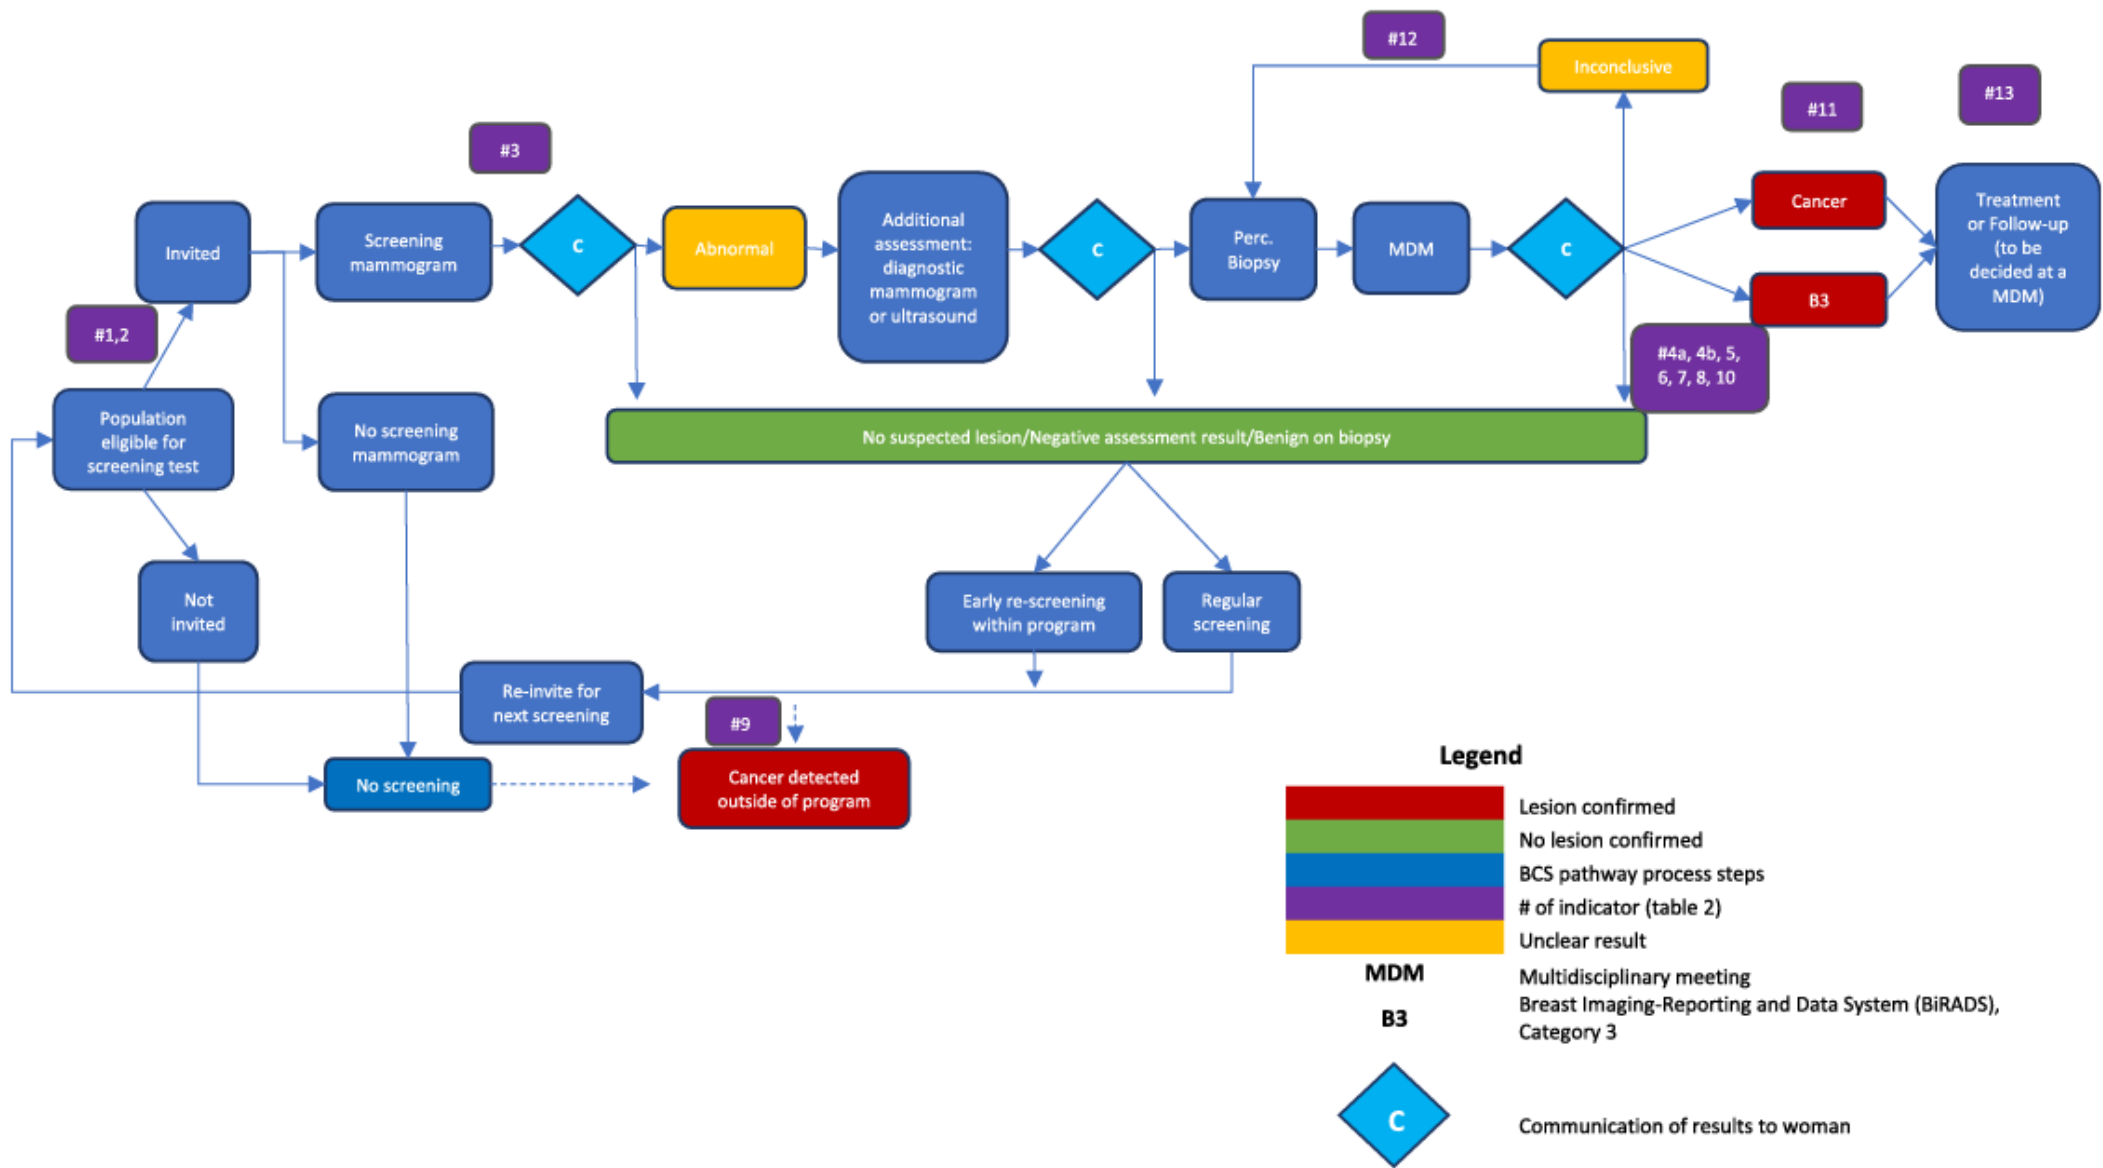 #12
Inconclusive
#13
#11
#3
Invited
Screening
mammogram
C
Abnormal
Additional
assessment:
diagnostic
mammogram
or ultrasound
C
Perc.
Biopsy
MDM
C
Cancer
B3
Treatment
or Follow-up
(to be
decided at a
MDM)
#1,2
#4a, 4b, 5,
6, 7, 8, 10
Population
eligible for
screening test
No screening
mammogram
No suspected lesion/Negative assessment result/Benign on biopsy
Not
invited
Early re-screening
within program
Regular
screening
Re-invite for
next screening
#9
No screening
Cancer detected
outside of program
Legend
Lesion confirmed
No lesion confirmed
BCS pathway process steps
# of indicator (table 2)
Unclear result
MDM
Multidisciplinary meeting
B3
Breast Imaging-Reporting and Data System (BiRADS),
Category 3
C
Communication of results to woman